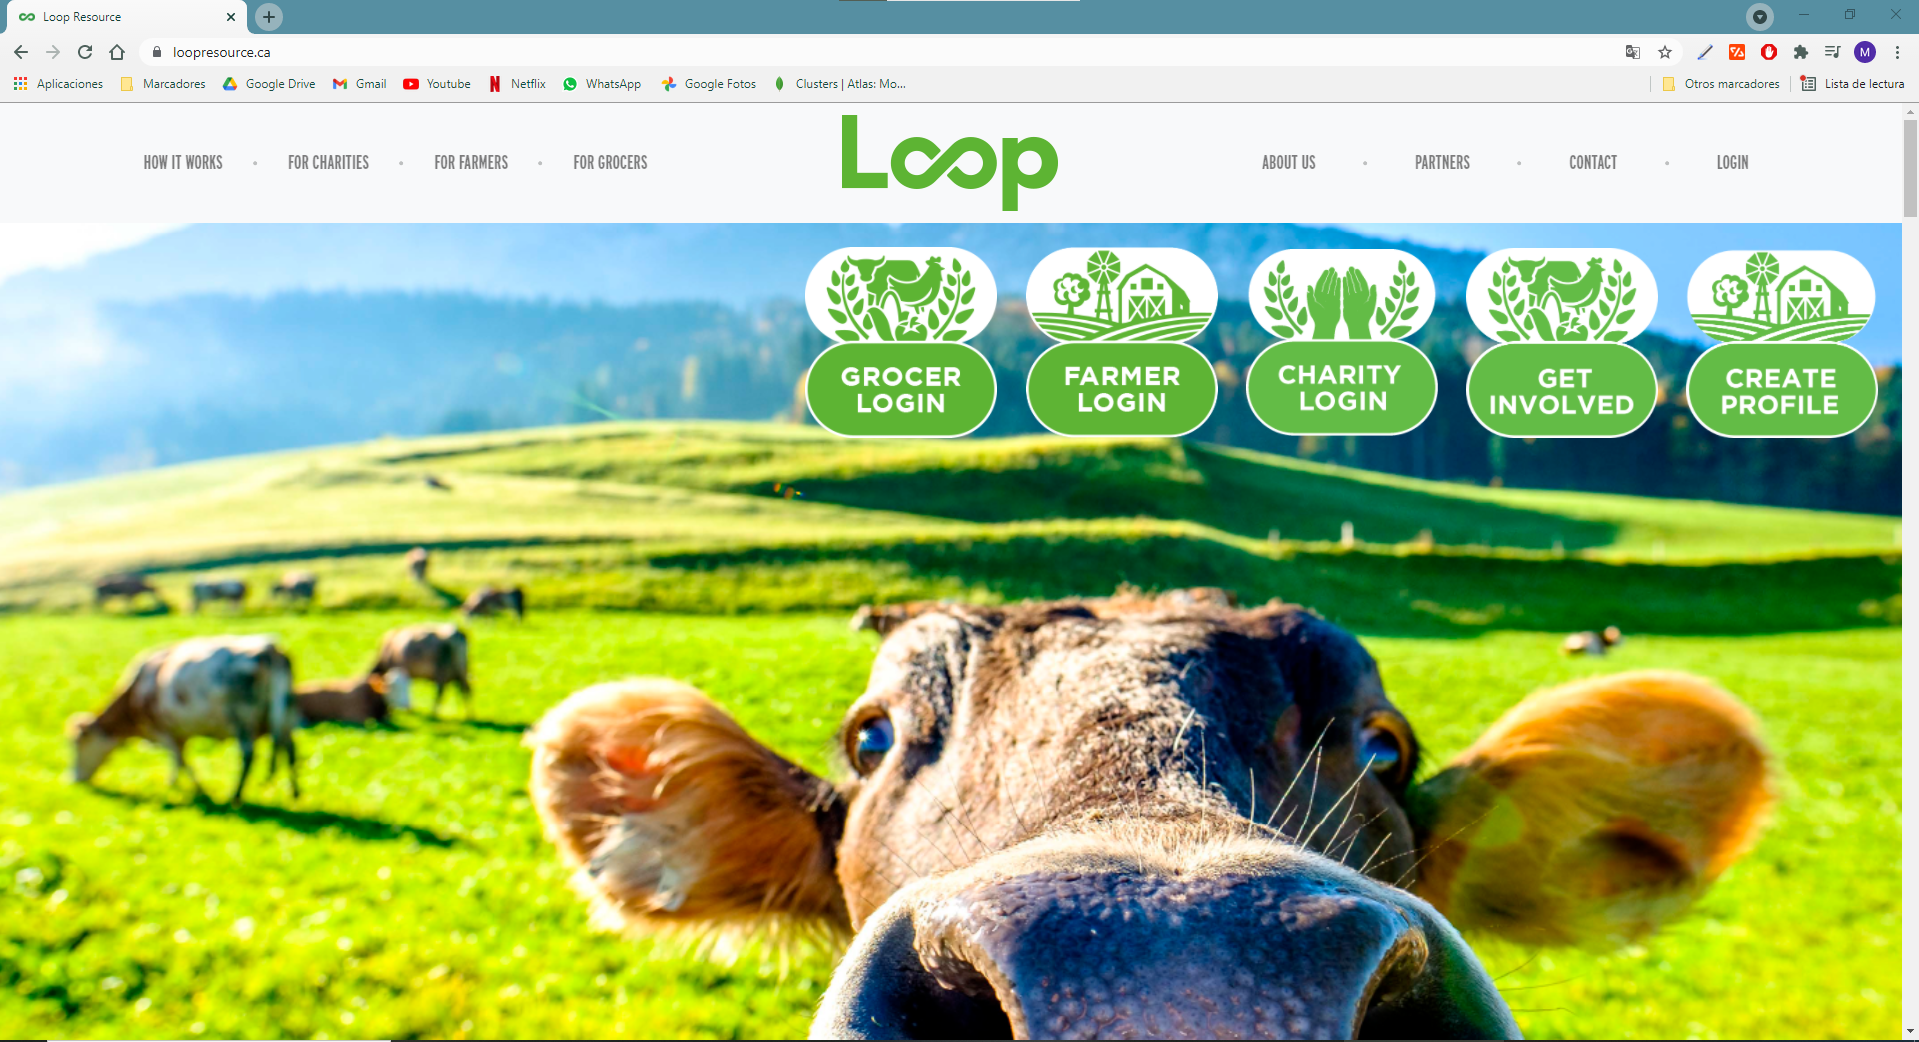 Loop Resource
loopresource.ca
M
Aplicaciones
Marcadores
Google Drive
Gmail
Youtube
Netflix
WhatsApp
Google Fotos
Clusters | Atlas: Mo...
Otros marcadores
Lista de lectura
HOW IT WORKS • FOR CHARITIES • FOR FARMERS • FOR GROCERS
Loop
ABOUT US • PARTNERS • CONTACT • LOGIN
GROCER
LOGIN
FARMER
LOGIN
CHARITY
LOGIN
GET
INVOLVED
CREATE
PROFILE